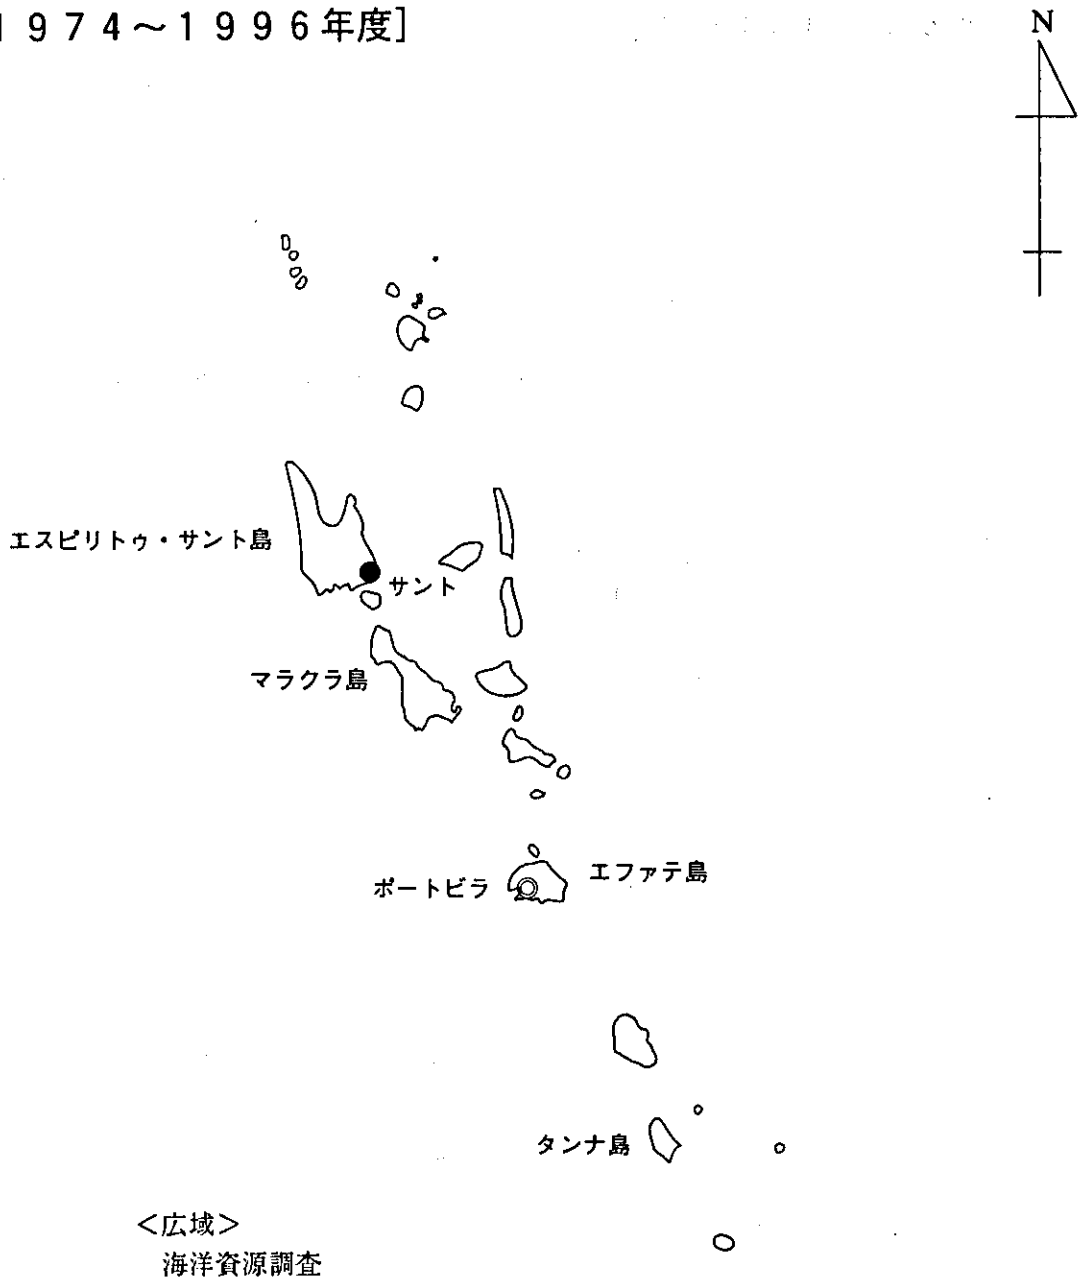 1974～1996年度]
N
エスピリトゥ・サント島
サント
マラクラ島
エファテ島
ポートビラ
タンナ島
＜広域＞
海洋資源調査